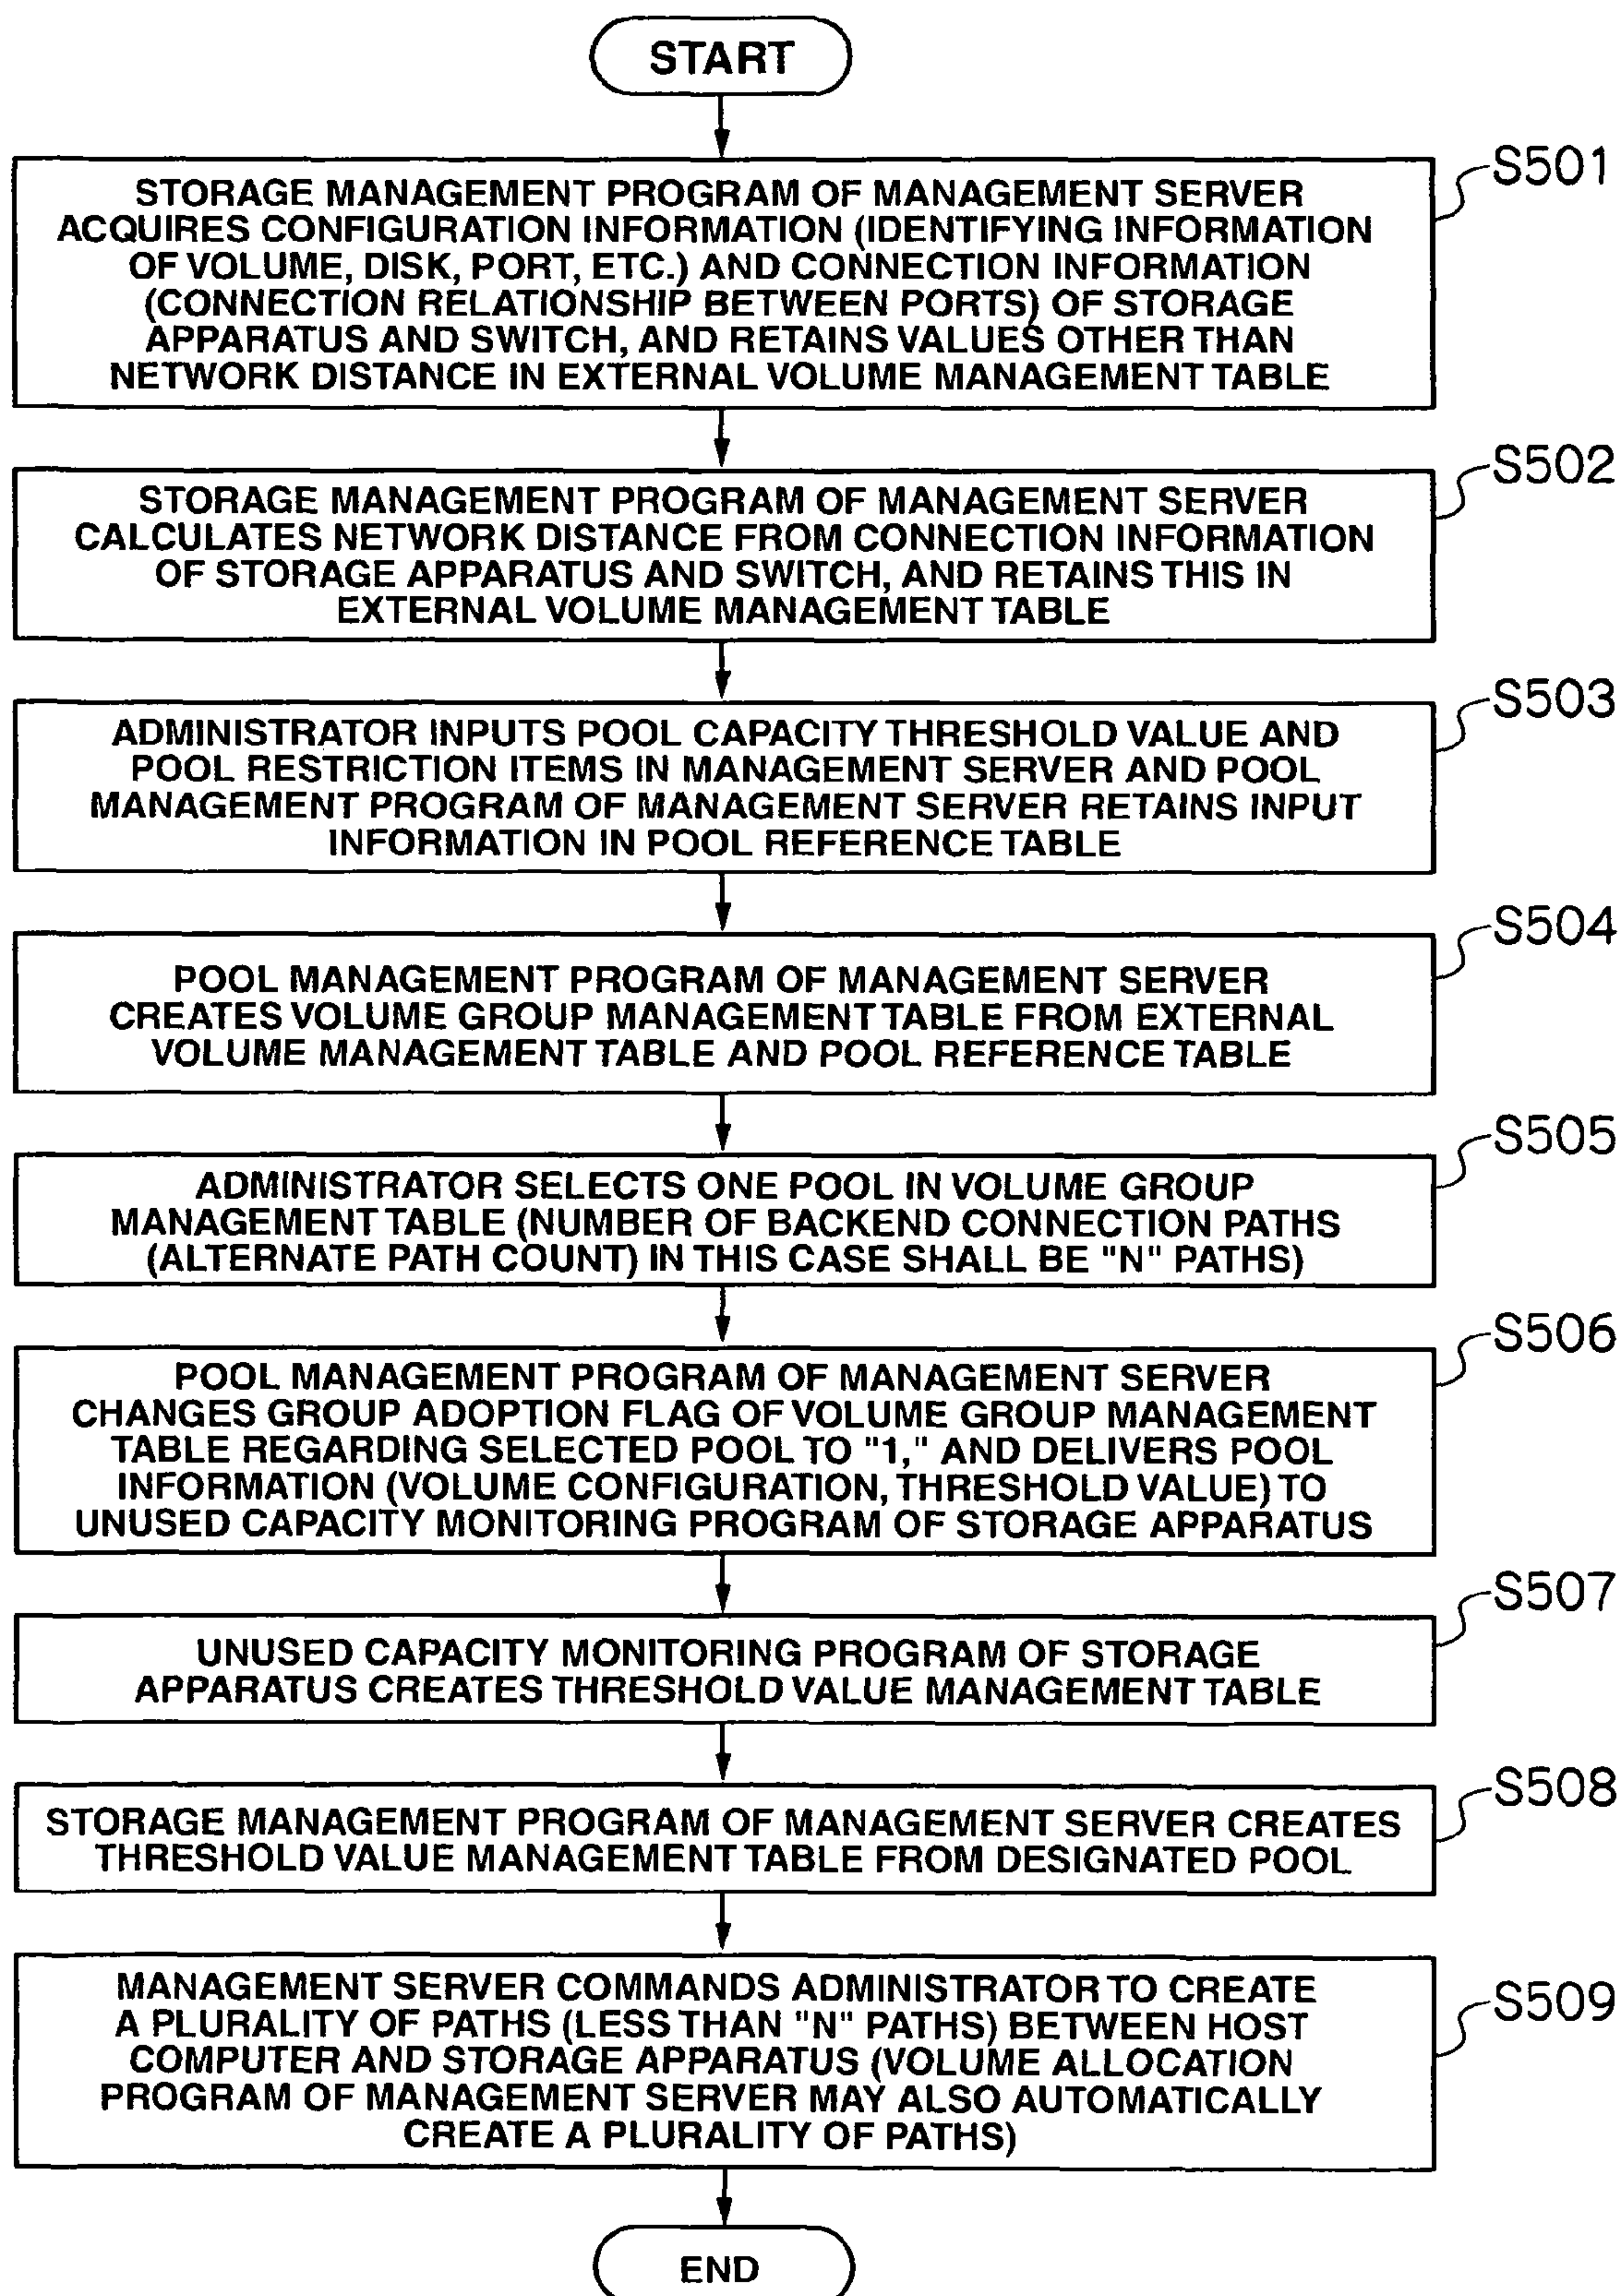 START
S501
STORAGE MANAGEMENT PROGRAM OF MANAGEMENT SERVER
ACQUIRES CONFIGURATION INFORMATION (IDENTIFYING INFORMATION
OF VOLUME, DISK, PORT, ETC.) AND CONNECTION INFORMATION
(CONNECTION RELATIONSHIP BETWEEN PORTS) OF STORAGE
APPARATUS AND SWITCH, AND RETAINS VALUES OTHER THAN
NETWORK DISTANCE IN EXTERNAL VOLUME MANAGEMENT TABLE
S502
STORAGE MANAGEMENT PROGRAM OF MANAGEMENT SERVER
CALCULATES NETWORK DISTANCE FROM CONNECTION INFORMATION
OF STORAGE APPARATUS AND SWITCH, AND RETAINS THIS IN
EXTERNAL VOLUME MANAGEMENT TABLE
S503
ADMINISTRATOR INPUTS POOL CAPACITY THRESHOLD VALUE AND
POOL RESTRICTION ITEMS IN MANAGEMENT SERVER AND POOL
MANAGEMENT PROGRAM OF MANAGEMENT SERVER RETAINS INPUT
INFORMATION IN POOL REFERENCE TABLE
S504
POOL MANAGEMENT PROGRAM OF MANAGEMENT SERVER
CREATES VOLUME GROUP MANAGEMENT TABLE FROM EXTERNAL
VOLUME MANAGEMENT TABLE AND POOL REFERENCE TABLE
S505
ADMINISTRATOR SELECTS ONE POOL IN VOLUME GROUP
MANAGEMENT TABLE (NUMBER OF BACKEND CONNECTION PATHS
(ALTERNATE PATH COUNT) IN THIS CASE SHALL BE "N" PATHS)
S506
POOL MANAGEMENT PROGRAM OF MANAGEMENT SERVER
CHANGES GROUP ADOPTION FLAG OF VOLUME GROUP MANAGEMENT
TABLE REGARDING SELECTED POOL TO "1," AND DELIVERS POOL
INFORMATION (VOLUME CONFIGURATION, THRESHOLD VALUE) TO
UNUSED CAPACITY MONITORING PROGRAM OF STORAGE APPARATUS
S507
UNUSED CAPACITY MONITORING PROGRAM OF STORAGE
APPARATUS CREATES THRESHOLD VALUE MANAGEMENT TABLE
S508
STORAGE MANAGEMENT PROGRAM OF MANAGEMENT SERVER CREATES
THRESHOLD VALUE MANAGEMENT TABLE FROM DESIGNATED POOL
S509
MANAGEMENT SERVER COMMANDS ADMINISTRATOR TO CREATE
A PLURALITY OF PATHS (LESS THAN "N" PATHS) BETWEEN HOST
COMPUTER AND STORAGE APPARATUS (VOLUME ALLOCATION
PROGRAM OF MANAGEMENT SERVER MAY ALSO AUTOMATICALLY
CREATE A PLURALITY OF PATHS)
END